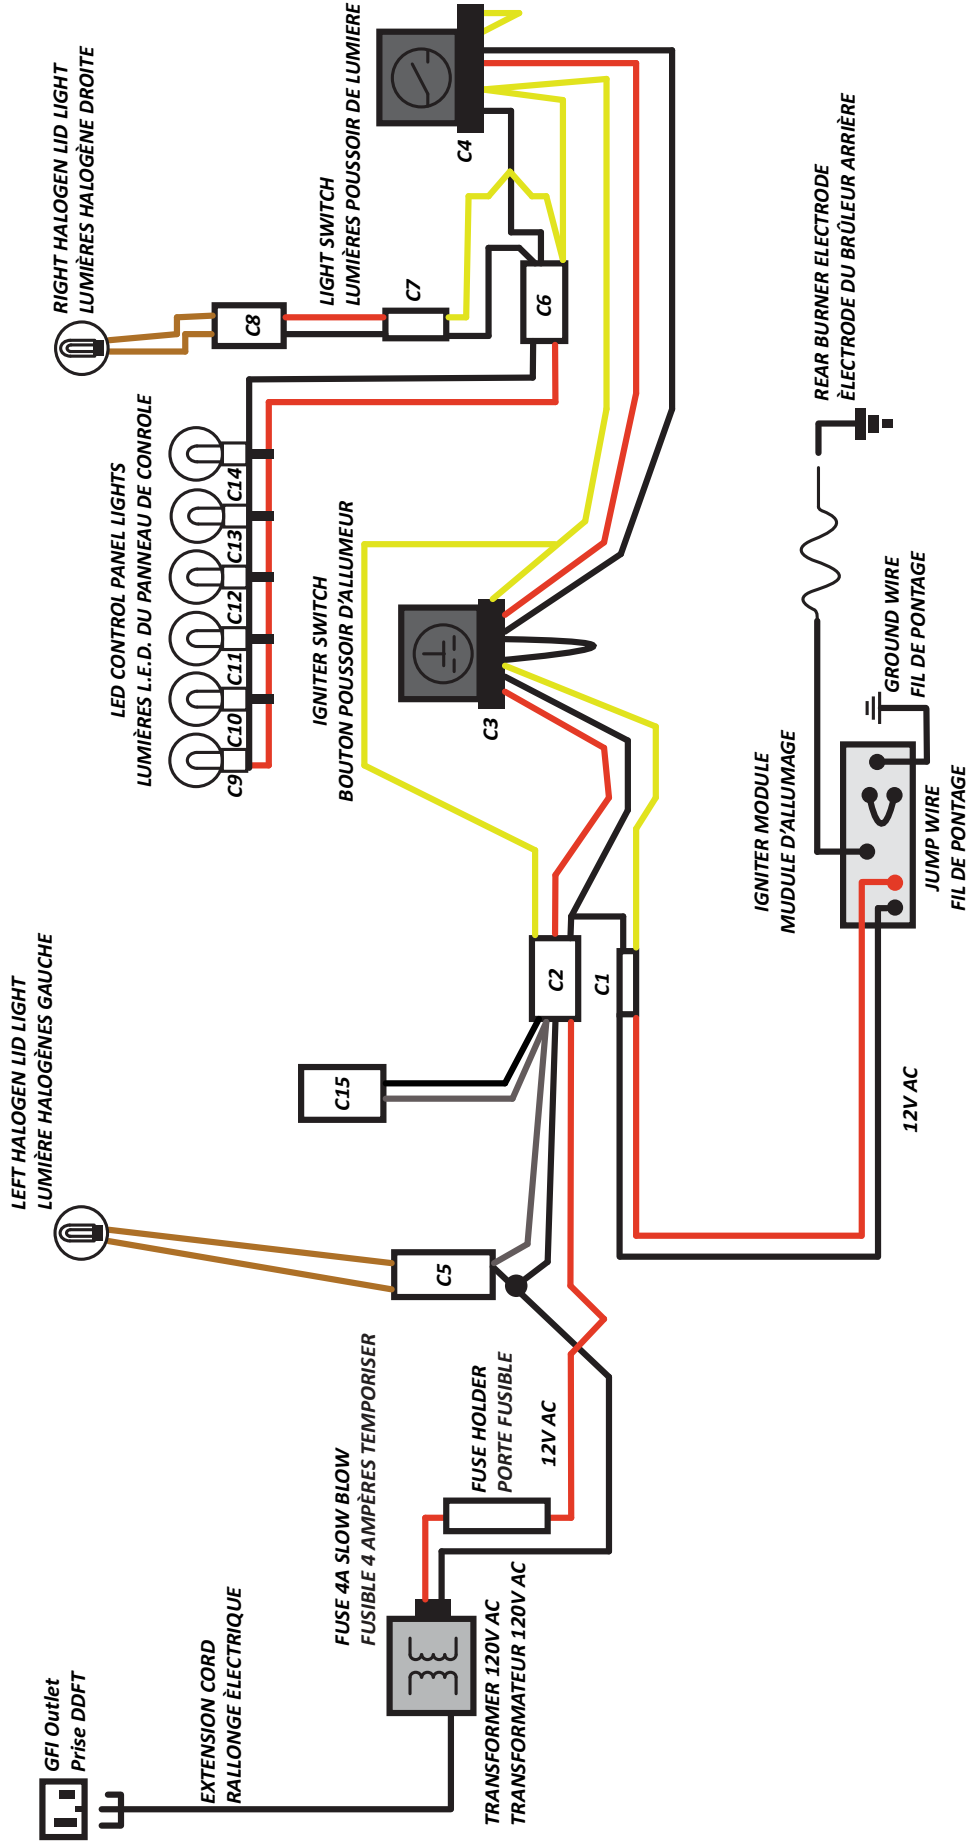 GFI Outlet
Prise DDFT
EXTENSION CORD
RALLONGE ÈLECTRIQUE
TRANSFORMER 120V AC
TRANSFORMATEUR 120V AC
FUSE 4A SLOW BLOW
FUSIBLE 4 AMPÈRES TEMPORISER
FUSE HOLDER
PORTE FUSIBLE
12V AC
LEFT HALOGEN LID LIGHT
LUMIÈRE HALOGÈNES GAUCHE
C5
C15
C2
C1
12V AC
IGNITER MODULE
MUDULE D'ALLUMAGE
JUMP WIRE
FIL DE PONTAGE
GROUND WIRE
FIL DE PONTAGE
REAR BURNER ELECTRODE
ÈLECTRODE DU BRÛLEUR ARRIÈRE
IGNITER SWITCH
BOUTON POUSSOIR D'ALLUMEUR
C3
LED CONTROL PANEL LIGHTS
LUMIÈRES L.E.D. DU PANNEAU DE CONROLE
C9
C10
C11
C12
C13
C14
RIGHT HALOGEN LID LIGHT
LUMIÈRES HALOGÈNE DROITE
C8
C7
C6
LIGHT SWITCH
LUMIÈRES POUSSOIR DE LUMIERE
C4